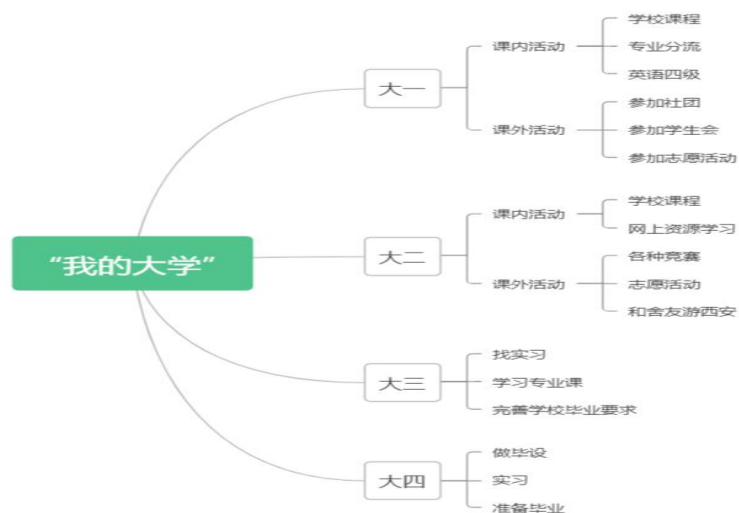 “我的大学”
大一
课内活动
学校课程
专业分流
英语四级
课外活动
参加社团
参加学生会
参加志愿活动
大二
课内活动
学校课程
网上资源学习
课外活动
各种竞赛
志愿活动
和舍友游西安
大三
找实习
学习专业课
完善学校毕业要求
大四
做毕设
实习
准备毕业